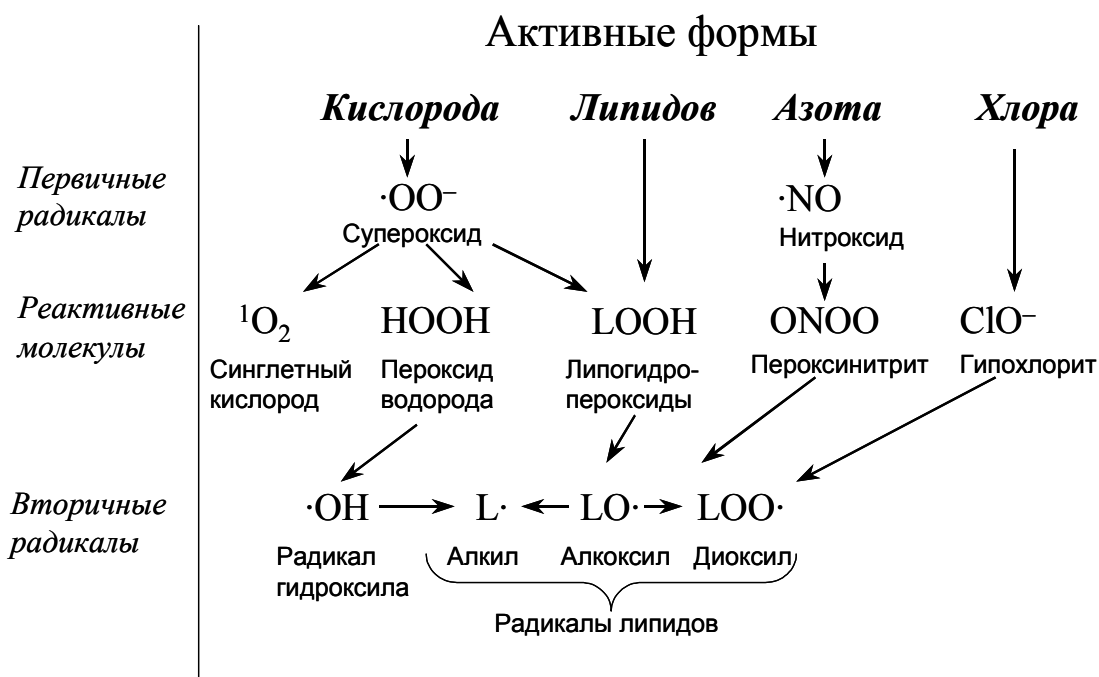 Активные формы
Кислорода Липидов Азота Хлора
Первичные
радикалы
·OO–
·NO
Супероксид
Нитроксид
Реактивные
молекулы
¹O₂ HOOH LOOH ONOO ClO–
Синглетный
кислород
Пероксид
водорода
Липогидро-
пероксиды
Пероксинитрит
Гипохлорит
Вторичные
радикалы
·OH L· LO· LOO·
Радикал
гидроксила
Алкил Алкоксил Диоксил
Радикалы липидов